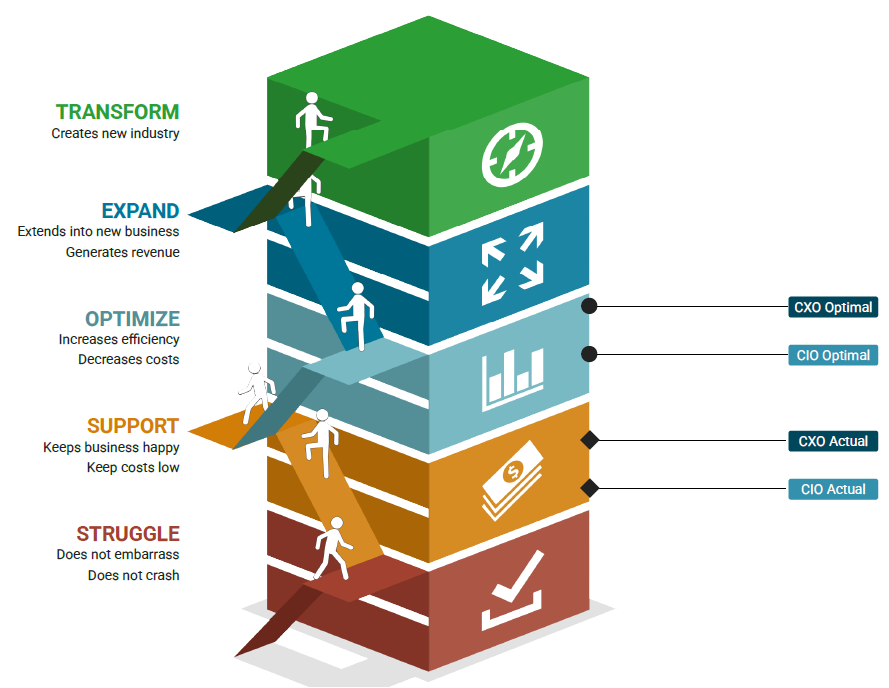 TRANSFORM
Creates new industry
EXPAND
Extends into new business
Generates revenue
OPTIMIZE
Increases efficiency
Decreases costs
SUPPORT
Keeps business happy
Keep costs low
STRUGGLE
Does not embarrass
Does not crash
$
CXO Optimal
CIO Optimal
CXO Actual
CIO Actual